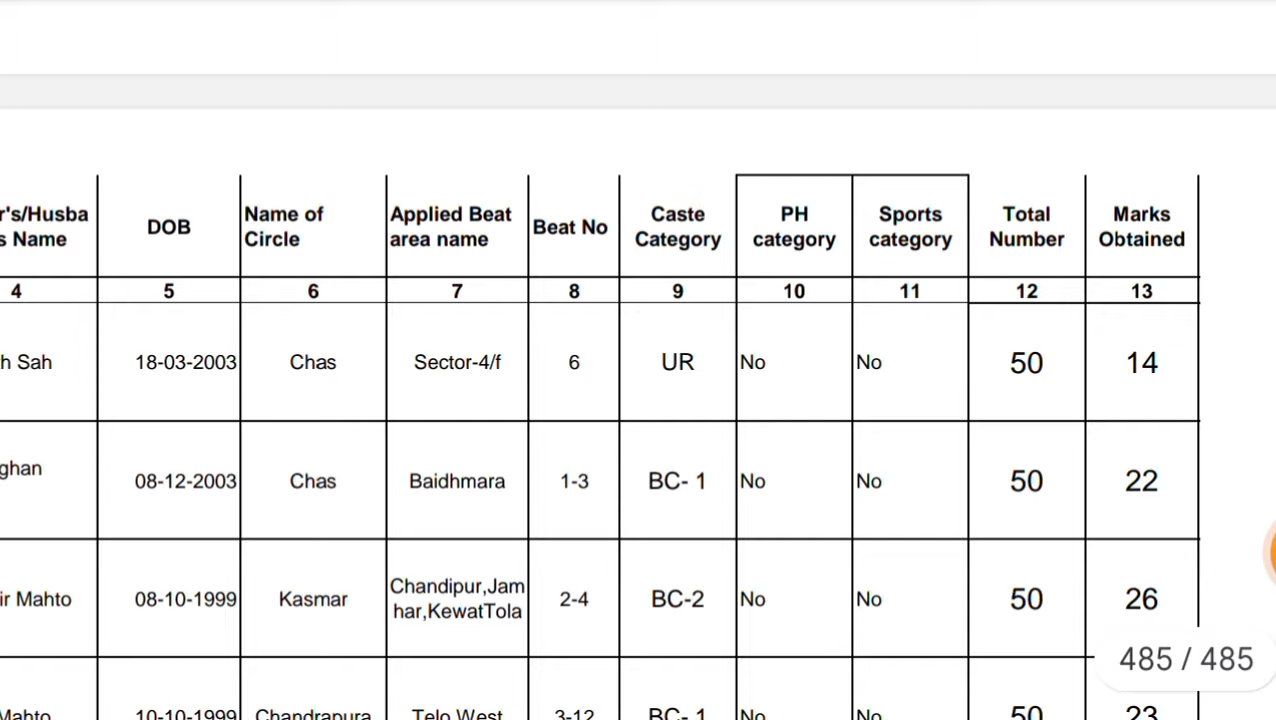 r's/Husba
s Name
DOB
Name of
Circle
Applied Beat
area name
Beat No
Caste
Category
PH
category
Sports
category
Total
Number
Marks
Obtained
4 5 6 7 8 9 10 11 12 13
h Sah 18-03-2003 Chas Sector-4/f 6 UR No No 50 14
ghan
08-12-2003 Chas Baidhmara 1-3 BC- 1 No No 50 22
ir Mahto 08-10-1999 Kasmar
Chandipur,Jam
har,KewatTola
2-4 BC-2 No No 50 26
485 / 485
Mahto 10-10-1999 Chandrapura Telo West 3-12 BC- 1 No No 50 23